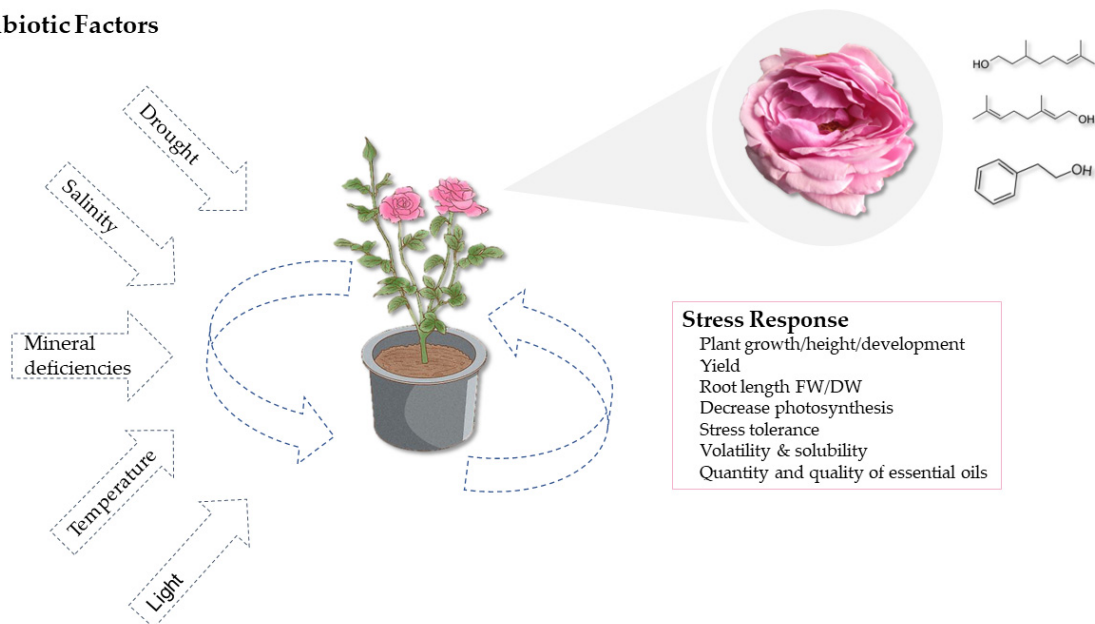 biotic Factors
Drought
Salinity
Mineral
deficiencies
Temperature
Light
HO
OH
OH
Stress Response
Plant growth/height/development
Yield
Root length FW/DW
Decrease photosynthesis
Stress tolerance
Volatility & solubility
Quantity and quality of essential oils